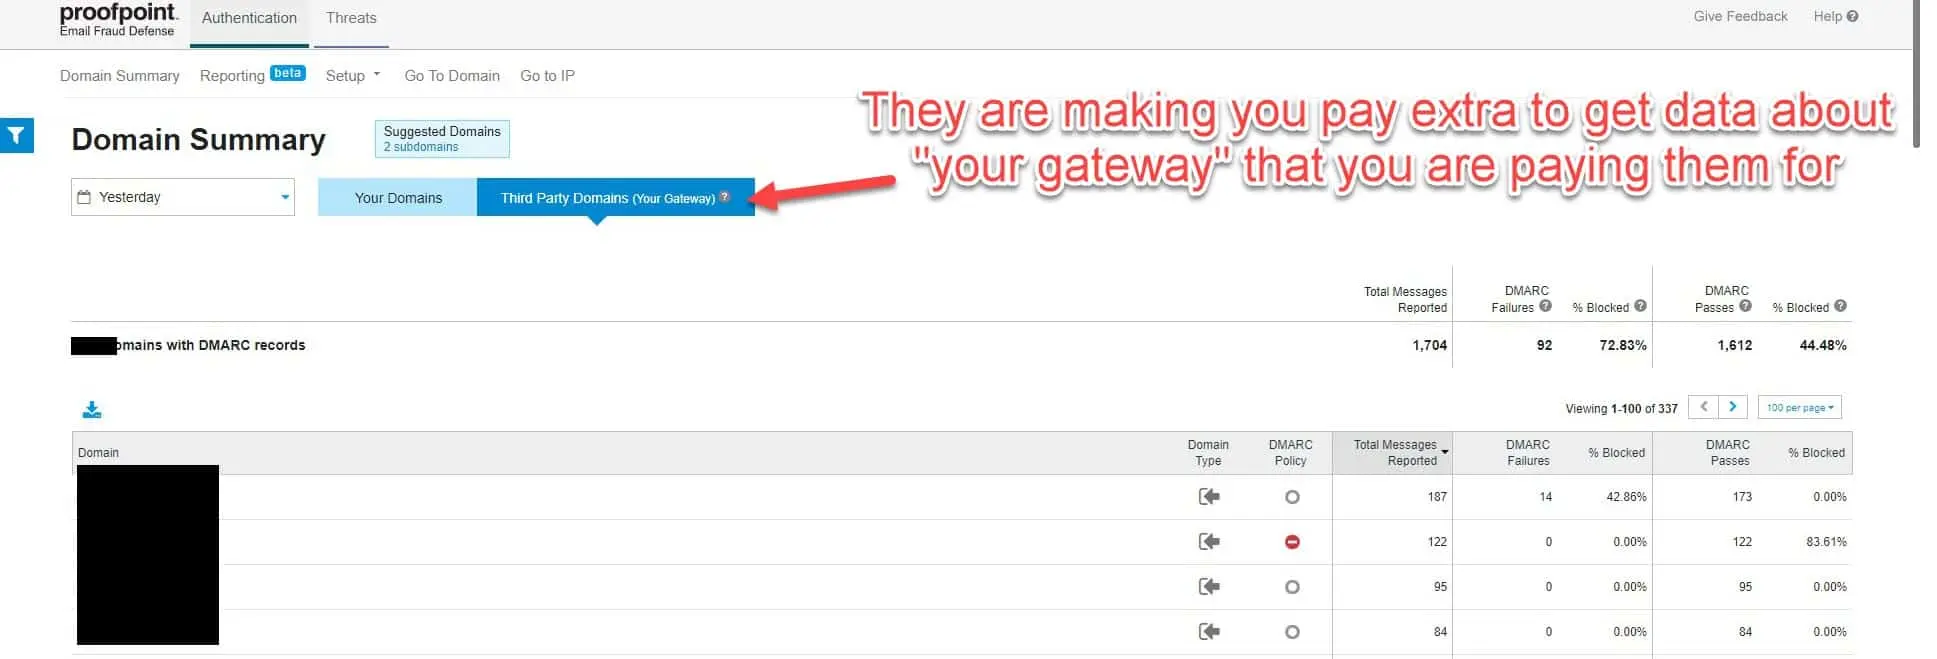 proofpoint.
Email Fraud Defense
Authentication
Threats
Give Feedback
Help ?
Domain Summary
Reporting beta
Setup
Go To Domain
Go to IP
They are making you pay extra to get data about
"your gateway" that you are paying them for
Domain Summary
Suggested Domains
2 subdomains
Yesterday
Your Domains
Third Party Domains (Your Gateway) ?
Total Messages
Reported
DMARC
Failures ?
% Blocked ?
DMARC
Passes ?
% Blocked ?
omains with DMARC records
1,704
92
72.83%
1,612
44.48%
Viewing 1-100 of 337
100 per page
Domain
Domain
Type
DMARC
Policy
Total Messages
Reported
DMARC
Failures
% Blocked
DMARC
Passes
% Blocked
187 14 42.86% 173 0.00%
122 0 0.00% 122 83.61%
95 0 0.00% 95 0.00%
84 0 0.00% 84 0.00%